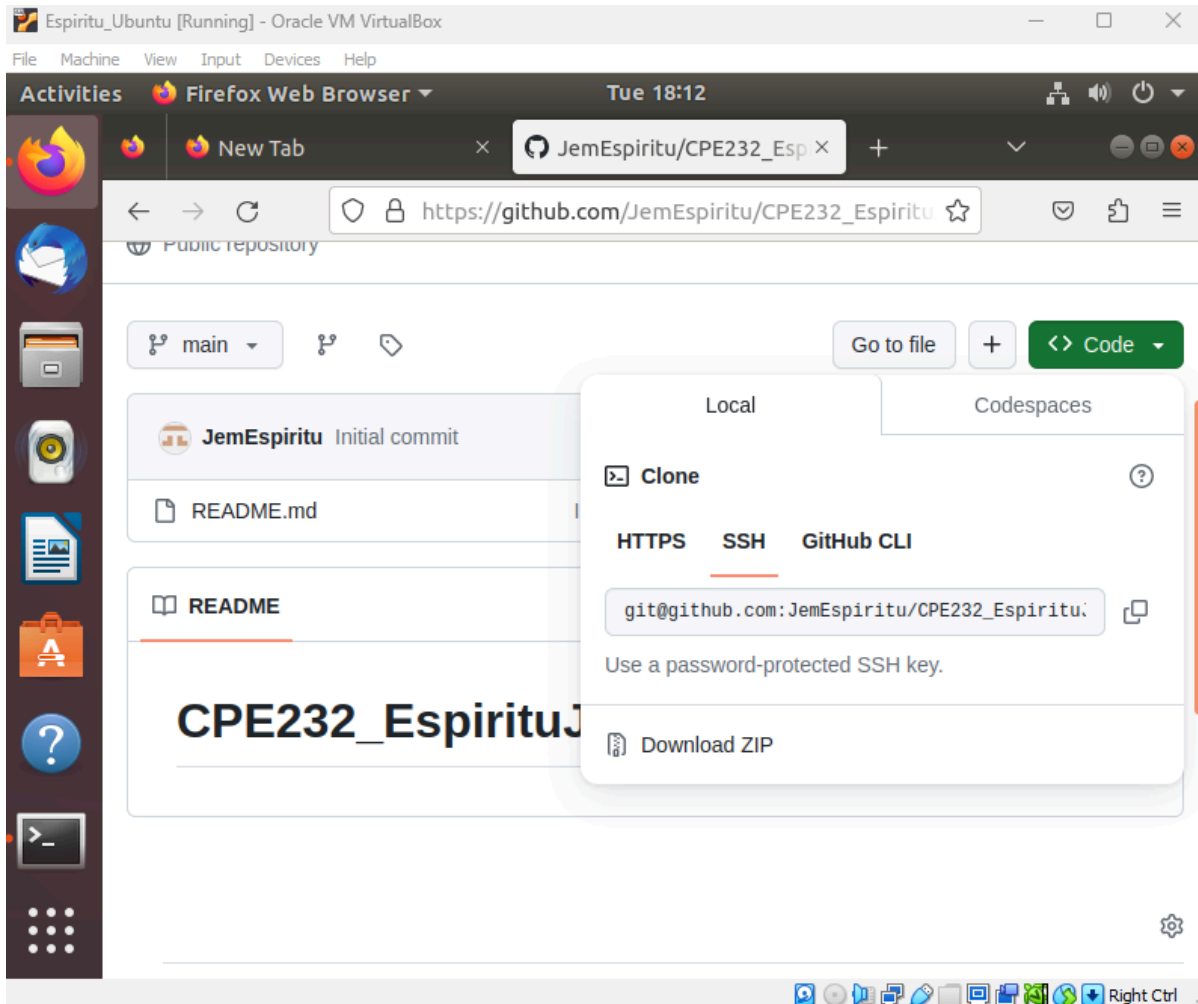 Espiritu_Ubuntu [Running] - Oracle VM VirtualBox
File Machine View Input Devices Help
Activities Firefox Web Browser Tue 18:12
New Tab JemEspiritu/CPE232_Esp
https://github.com/JemEspiritu/CPE232_Espiritu
Public repository
main Go to file Code
Local Codespaces
JemEspiritu Initial commit
Clone
README.md
HTTPS SSH GitHub CLI
README
git@github.com:JemEspiritu/CPE232_EspirituJ
Use a password-protected SSH key.
CPE232_EspirituJ
Download ZIP
Right Ctrl